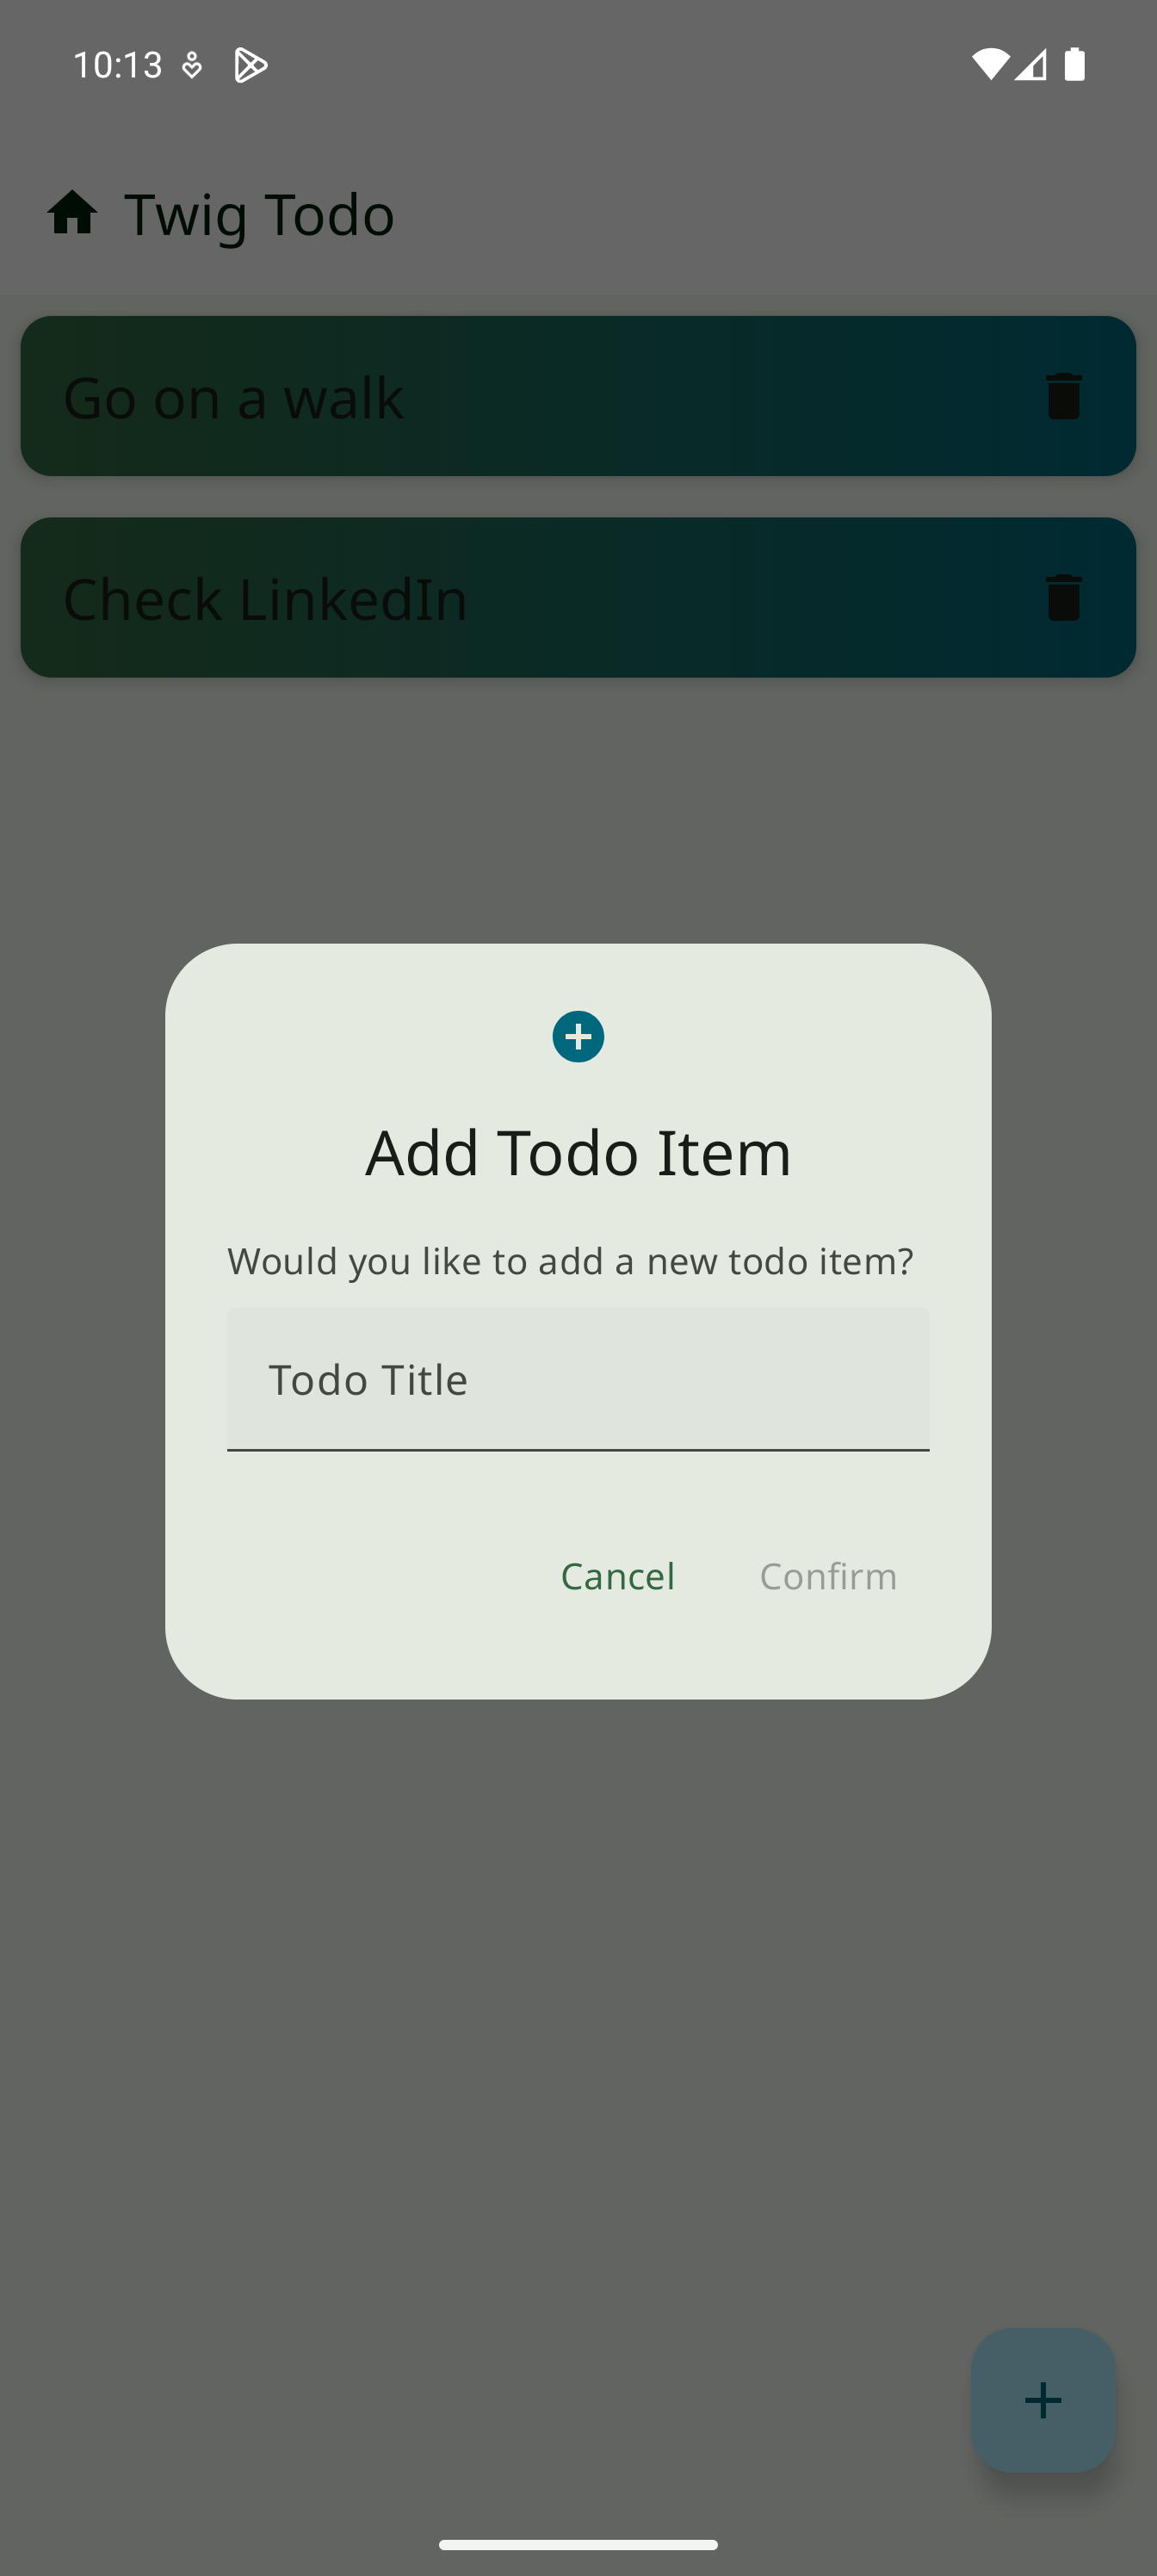 10:13
Twig Todo
Go on a walk
Check LinkedIn
Add Todo Item
Would you like to add a new todo item?
Todo Title
Cancel Confirm